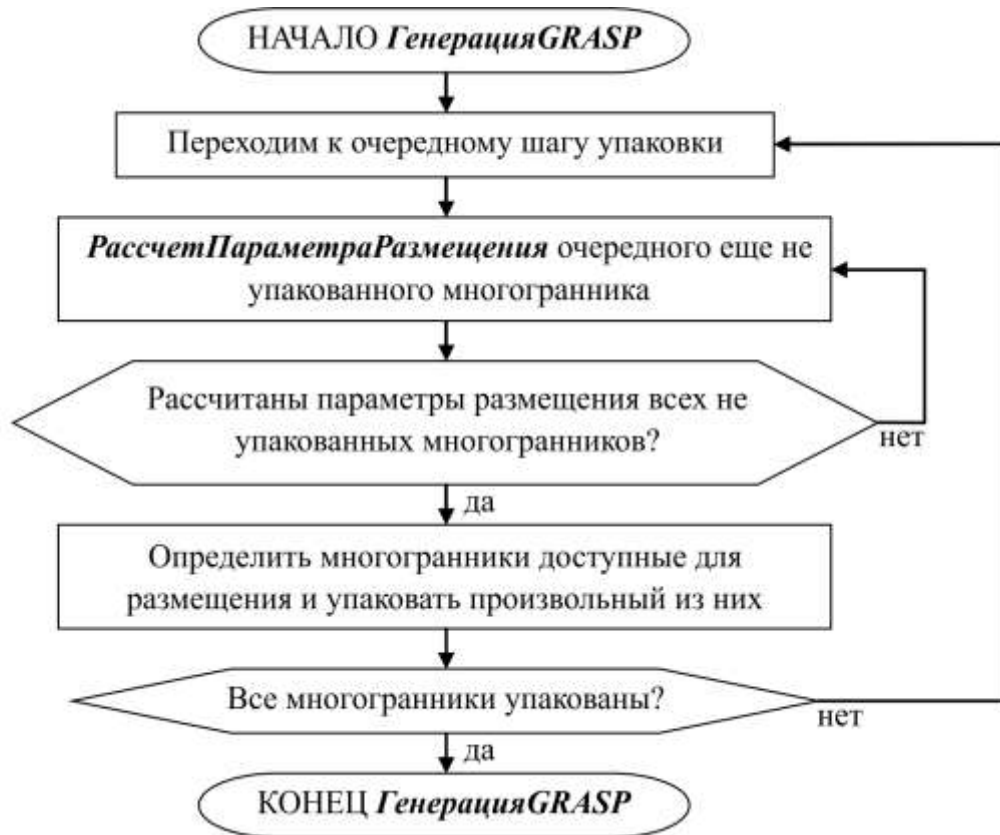 НАЧАЛО ГенерацияGRASP
Переходим к очередному шагу упаковки
РассчетПараметраРазмещения очередного еще не
упакованного многогранника
Рассчитаны параметры размещения всех не
упакованных многогранников?
нет
да
Определить многогранники доступные для
размещения и упаковать произвольный из них
Все многогранники упакованы?
нет
да
КОНЕЦ ГенерацияGRASP